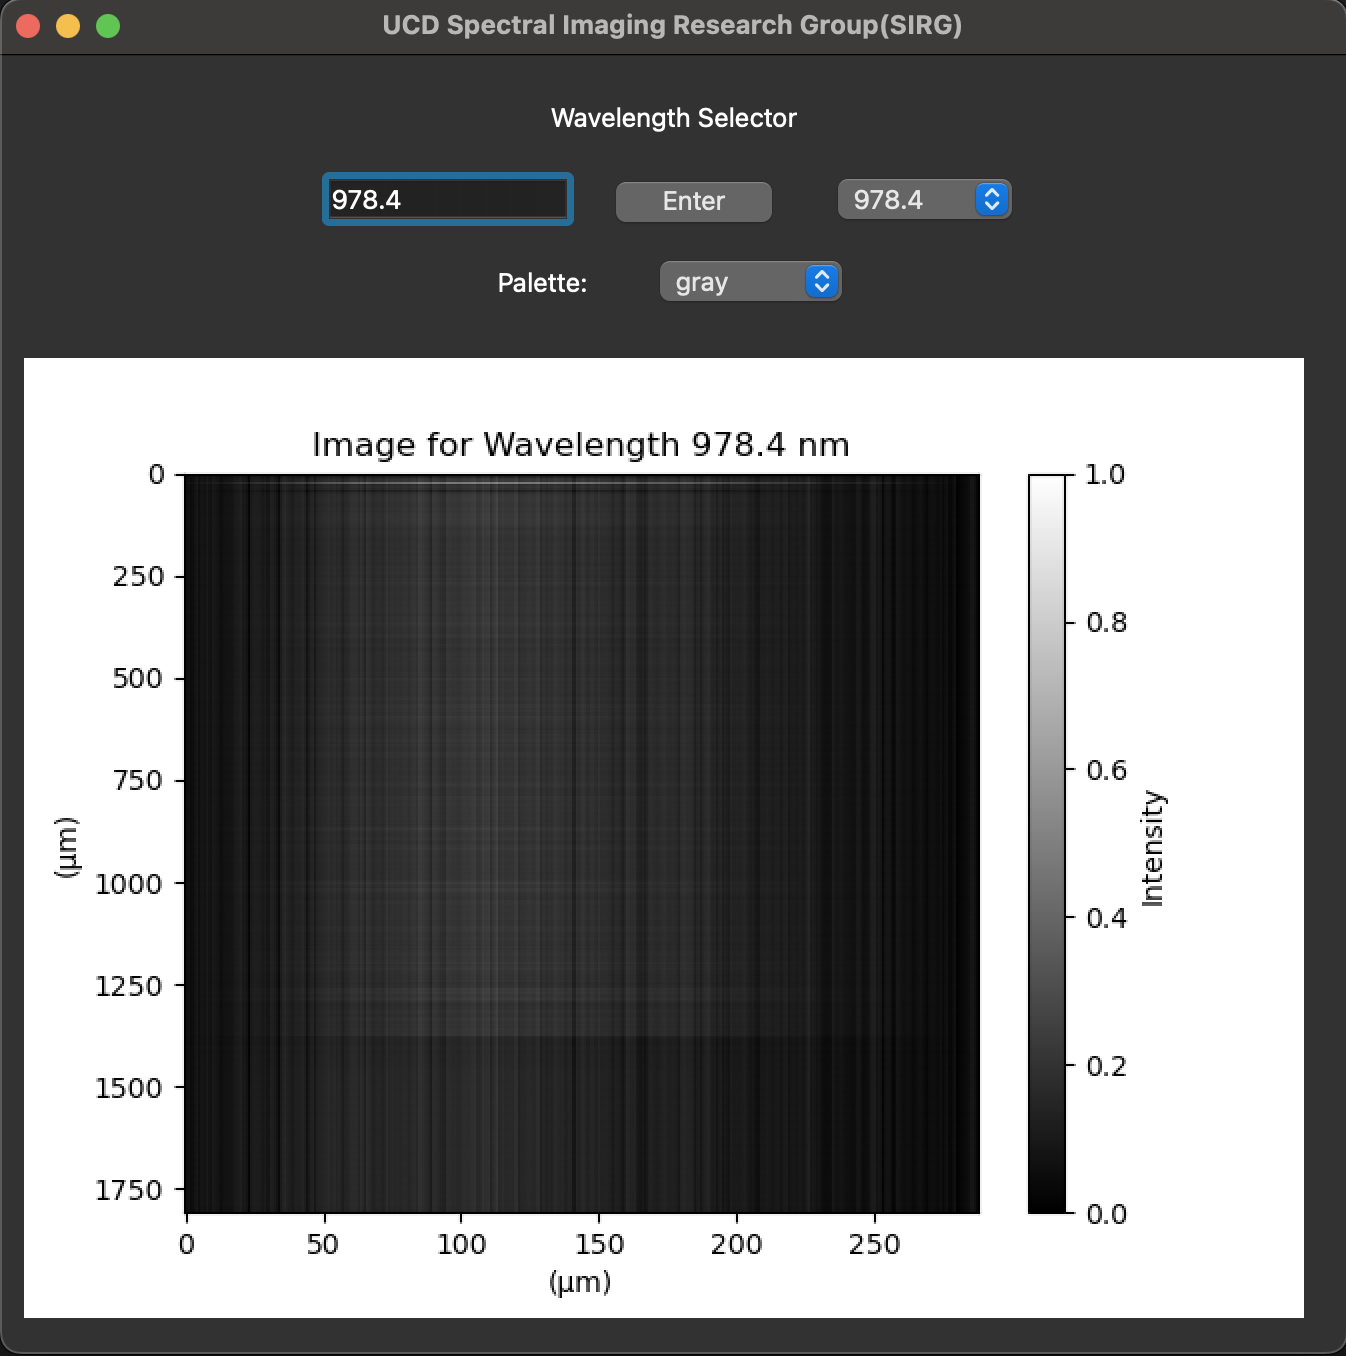 UCD Spectral Imaging Research Group(SIRG)
Wavelength Selector
978.4 Enter 978.4
Palette: gray
Image for Wavelength 978.4 nm
0
250
500
750
1000
1250
1500
1750
(μm)
0 50 100 150 200 250
(μm)
1.0
0.8
0.6
0.4
0.2
0.0
Intensity